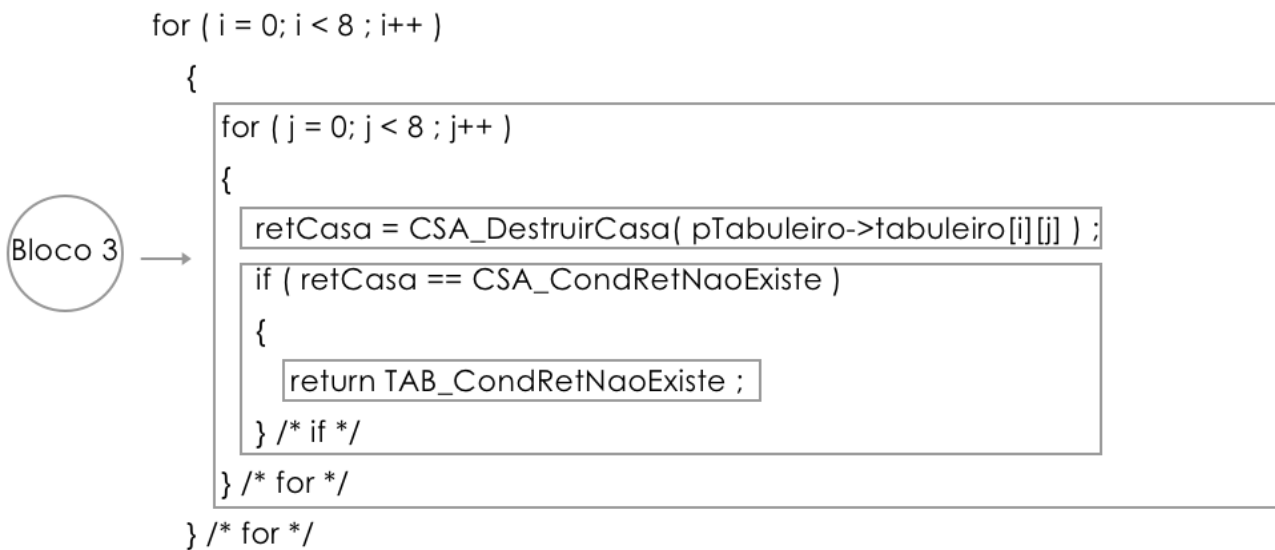 for ( i = 0; i < 8 ; i++ )
{
for ( j = 0; j < 8 ; j++ )
{
retCasa = CSA_DestruirCasa( pTabuleiro->tabuleiro[i][j] ) ;
Bloco 3
if ( retCasa == CSA_CondRetNaoExiste )
{
return TAB_CondRetNaoExiste ;
} /* if */
} /* for */
} /* for */